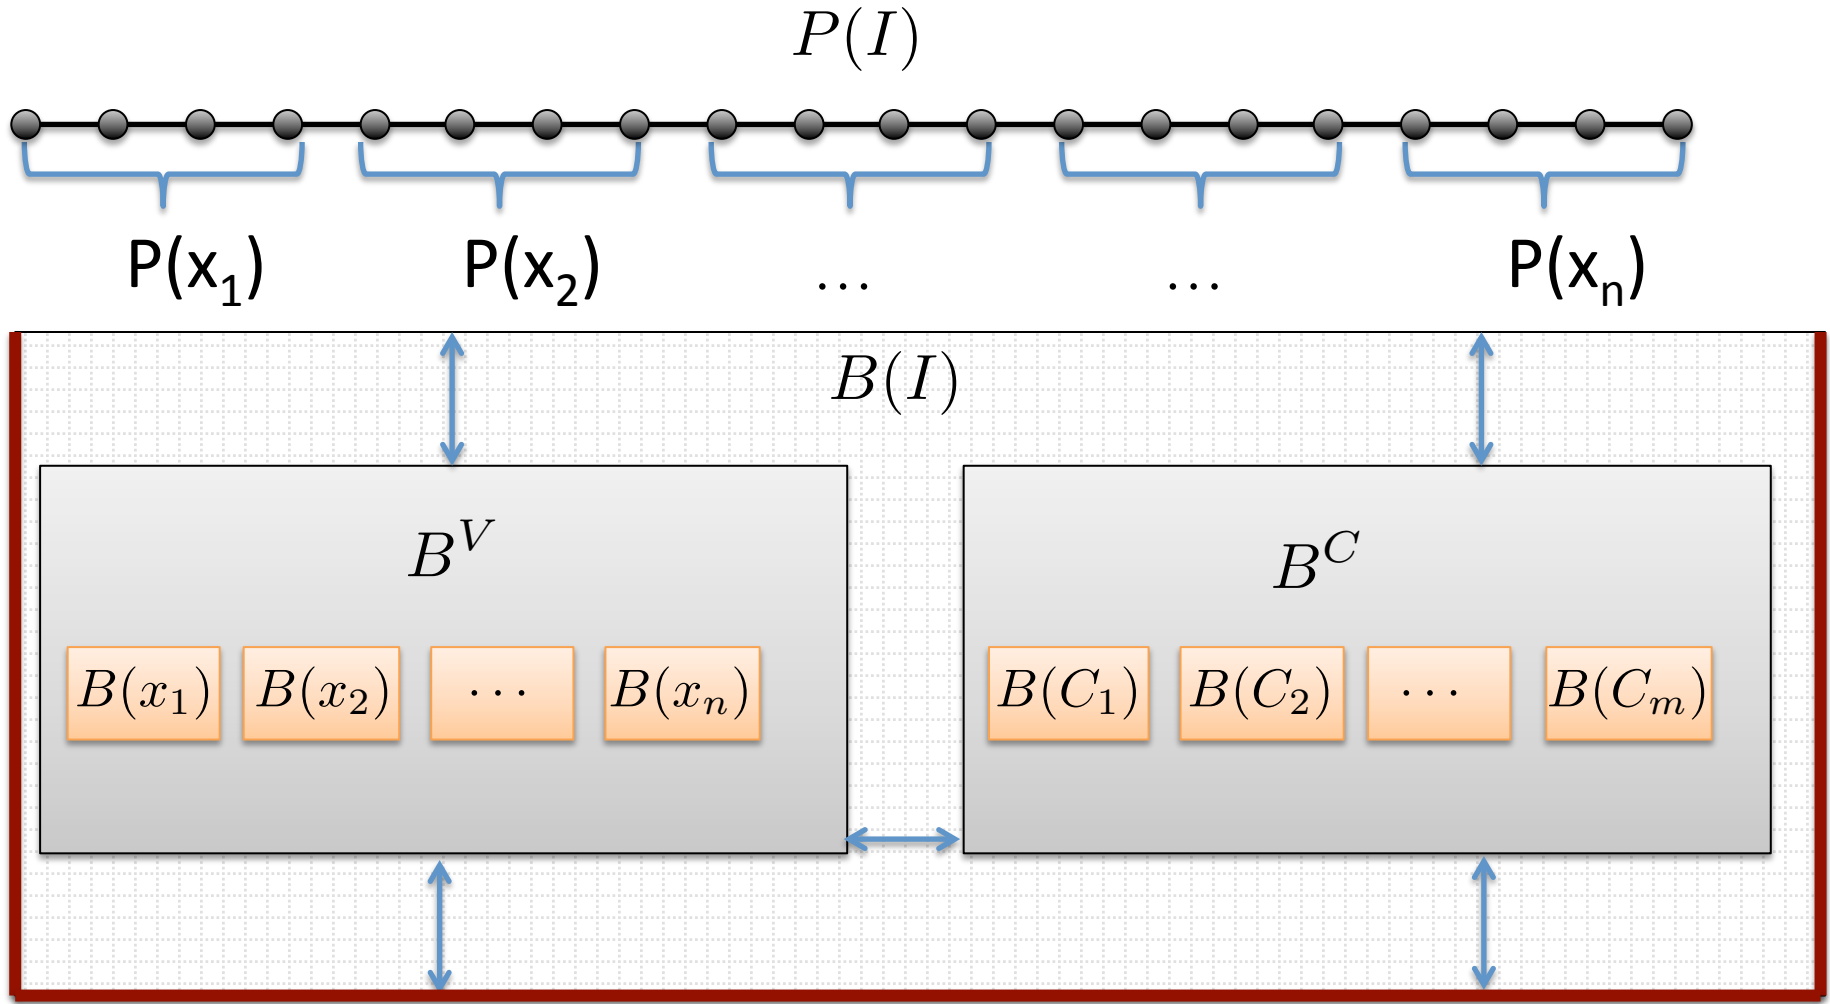 P(I)
P(x₁) P(x₂) ... ... P(xₙ)
B(I)
B^V B^C
B(x₁) B(x₂) ··· B(xₙ) B(C₁) B(C₂) ··· B(Cₘ)